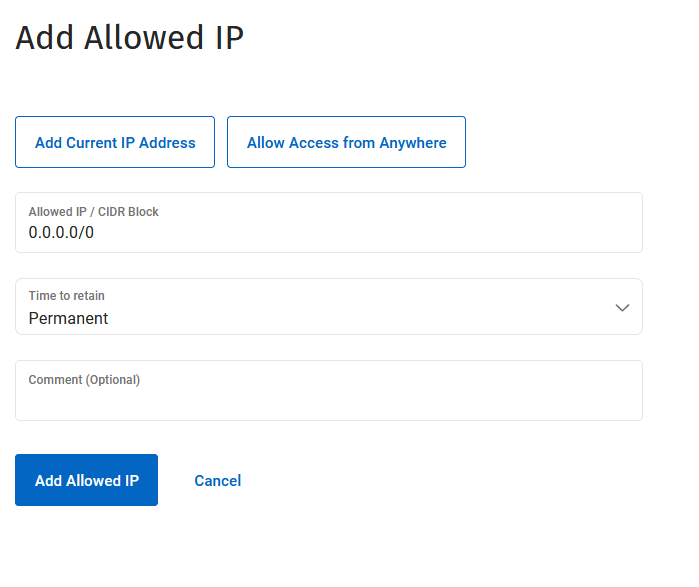 Add Allowed IP
Add Current IP Address
Allow Access from Anywhere
Allowed IP / CIDR Block
0.0.0.0/0
Time to retain
Permanent
Comment (Optional)
Add Allowed IP
Cancel